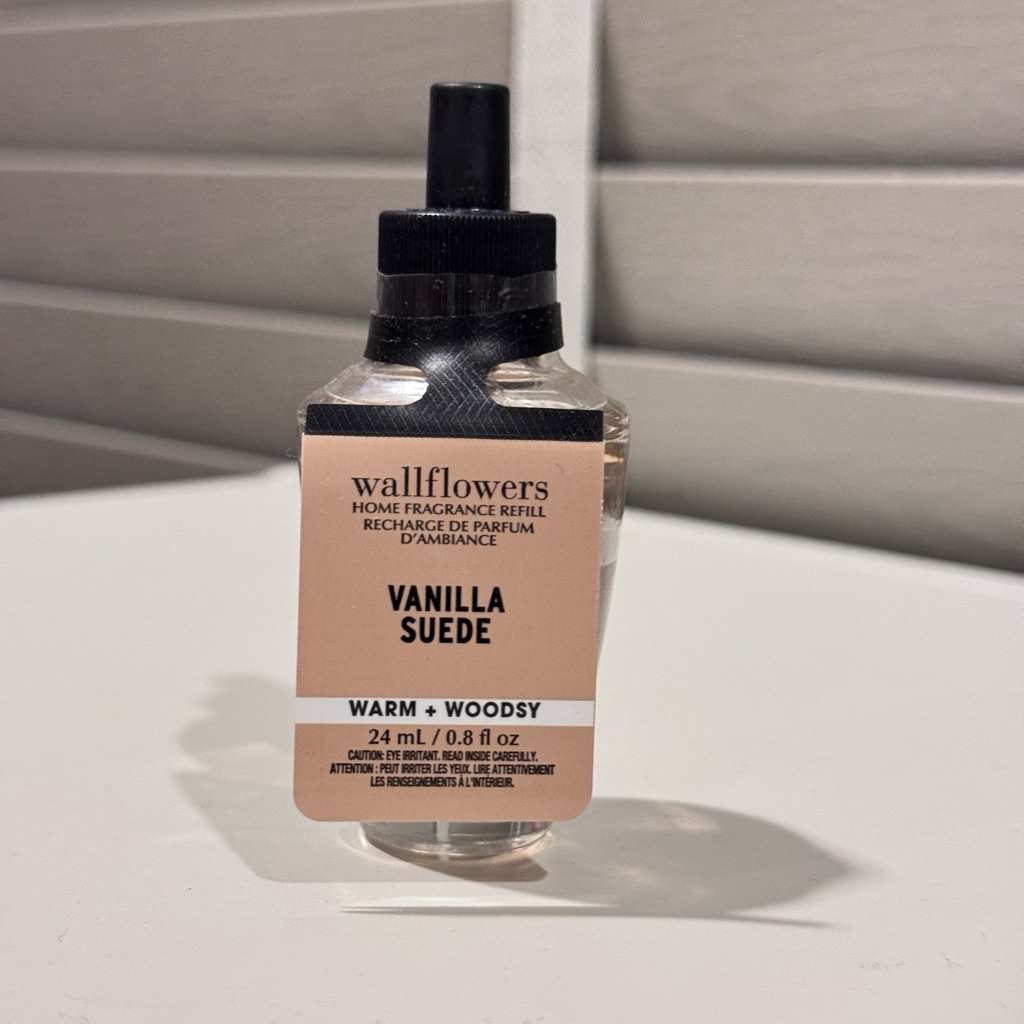 wallflowers
HOME FRAGRANCE REFILL
RECHARGE DE PARFUM
D'AMBIANCE
VANILLA
SUEDE
WARM + WOODSY
24 mL / 0.8 fl oz
CAUTION: EYE IRRITANT. READ INSIDE CAREFULLY.
ATTENTION : PEUT IRRITER LES YEUX. LIRE ATTENTIVEMENT
LES RENSEIGNEMENTS À L'INTÉRIEUR.